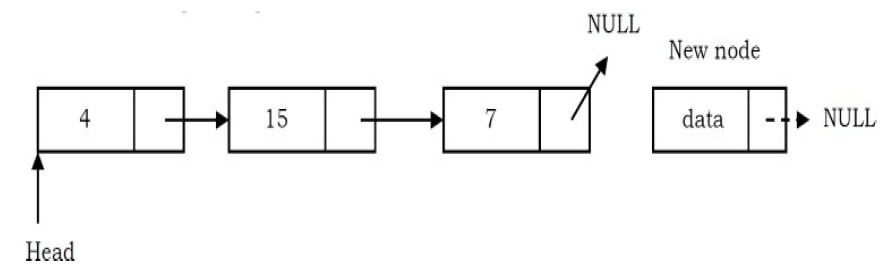 NULL
New node
4 15 7 data NULL
Head